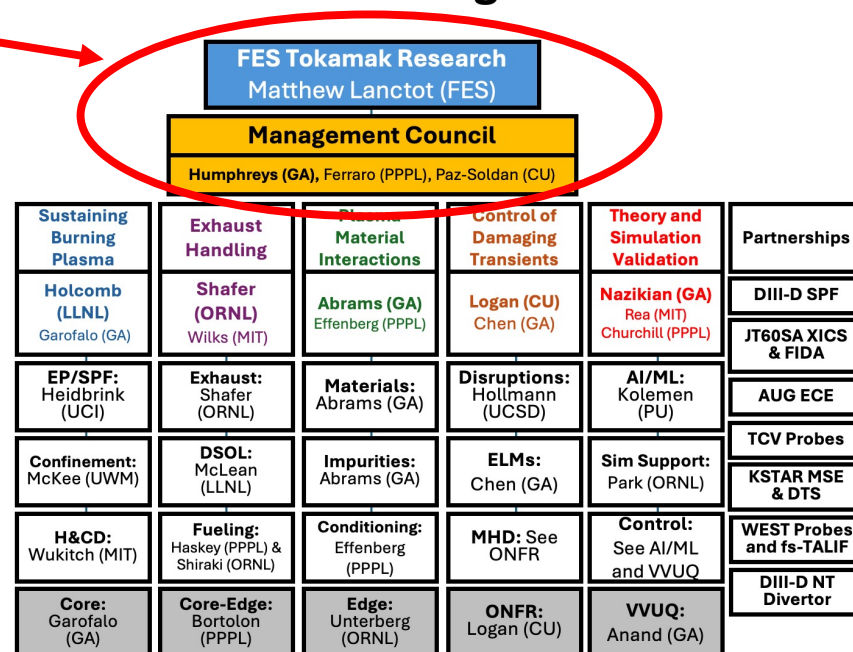 FES Tokamak Research
Matthew Lanctot (FES)
Management Council
Humphreys (GA), Ferraro (PPPL), Paz-Soldan (CU)
Sustaining
Burning
Plasma
Holcomb
(LLNL)
Garofalo (GA)
EP/SPF:
Heidbrink
(UCI)
Confinement:
McKee (UWM)
H&CD:
Wukitch (MIT)
Core:
Garofalo
(GA)
Exhaust
Handling
Shafer
(ORNL)
Wilks (MIT)
Exhaust:
Shafer
(ORNL)
DSOL:
McLean
(LLNL)
Fueling:
Haskey (PPPL) &
Shiraki (ORNL)
Core-Edge:
Bortolon
(PPPL)
Plasma
Material
Interactions
Abrams (GA)
Effenberg (PPPL)
Materials:
Abrams (GA)
Impurities:
Abrams (GA)
Conditioning:
Effenberg
(PPPL)
Edge:
Unterberg
(ORNL)
Control of
Damaging
Transients
Logan (CU)
Chen (GA)
Disruptions:
Hollmann
(UCSD)
ELMs:
Chen (GA)
MHD: See
ONFR
ONFR:
Logan (CU)
Theory and
Simulation
Validation
Nazikian (GA)
Rea (MIT)
Churchill (PPPL)
AI/ML:
Kolemen
(PU)
Sim Support:
Park (ORNL)
Control:
See AI/ML
and VVUQ
VVUQ:
Anand (GA)
Partnerships
DIII-D SPF
JT60SA XICS
& FIDA
AUG ECE
TCV Probes
KSTAR MSE
& DTS
WEST Probes
and fs-TALIF
DIII-D NT
Divertor